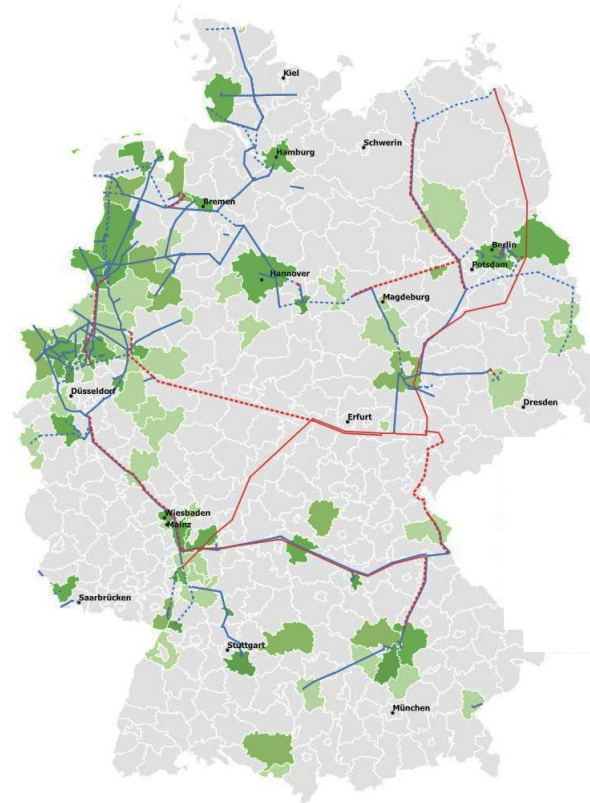 Kiel
Schwerin
Hamburg
Bremen
Berlin
Potsdam
Hannover
Magdeburg
Düsseldorf
Dresden
Erfurt
Wiesbaden
Mainz
Saarbrücken
Stuttgart
München